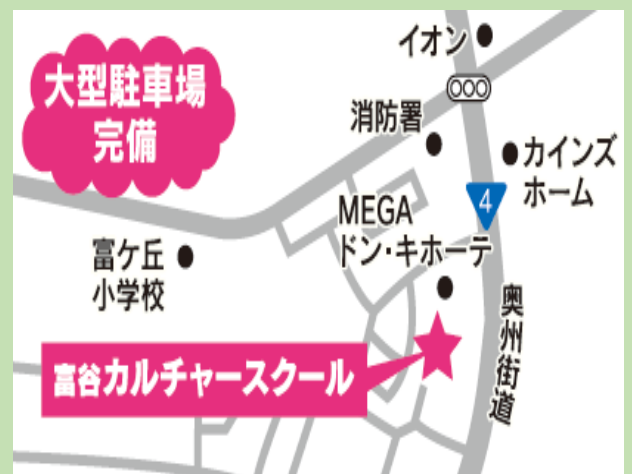 大型駐車場
完備
イオン
消防署
カインズ
ホーム
4
MEGA
ドン・キホーテ
富ケ丘
小学校
奥州街道
富谷カルチャースクール